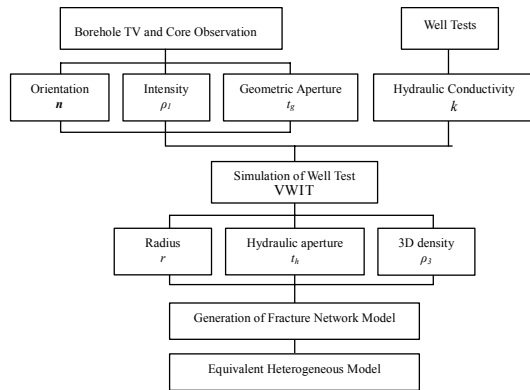 Borehole TV and Core Observation
Well Tests
Orientation
n
Intensity
ρ1
Geometric Aperture
tg
Hydraulic Conductivity
k
Simulation of Well Test
VWIT
Radius
r
Hydraulic aperture
th
3D density
ρ3
Generation of Fracture Network Model
Equivalent Heterogeneous Model